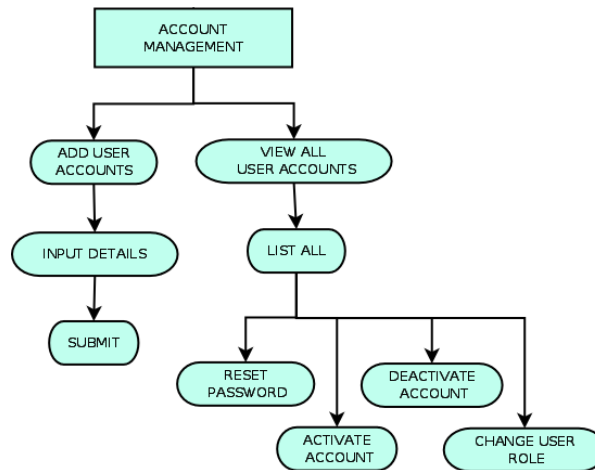 ACCOUNT
MANAGEMENT
ADD USER
ACCOUNTS
VIEW ALL
USER ACCOUNTS
INPUT DETAILS
LIST ALL
SUBMIT
RESET
PASSWORD
DEACTIVATE
ACCOUNT
ACTIVATE
ACCOUNT
CHANGE USER
ROLE